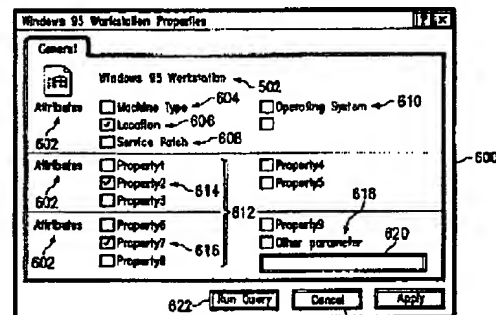 Windows 95 Workstation Properties ? x
General
Windows 95 Workstation 502
Attributes Machine Type 604 Operating System 610
602 Location 606
Service Patch 608
600
Attributes Property1 Property4
602 Property2 614 Property5
Property3 612 618
Attributes Property6 Property9
602 Property7 616 Other parameter 620
Property8
622 Run Query Cancel Apply